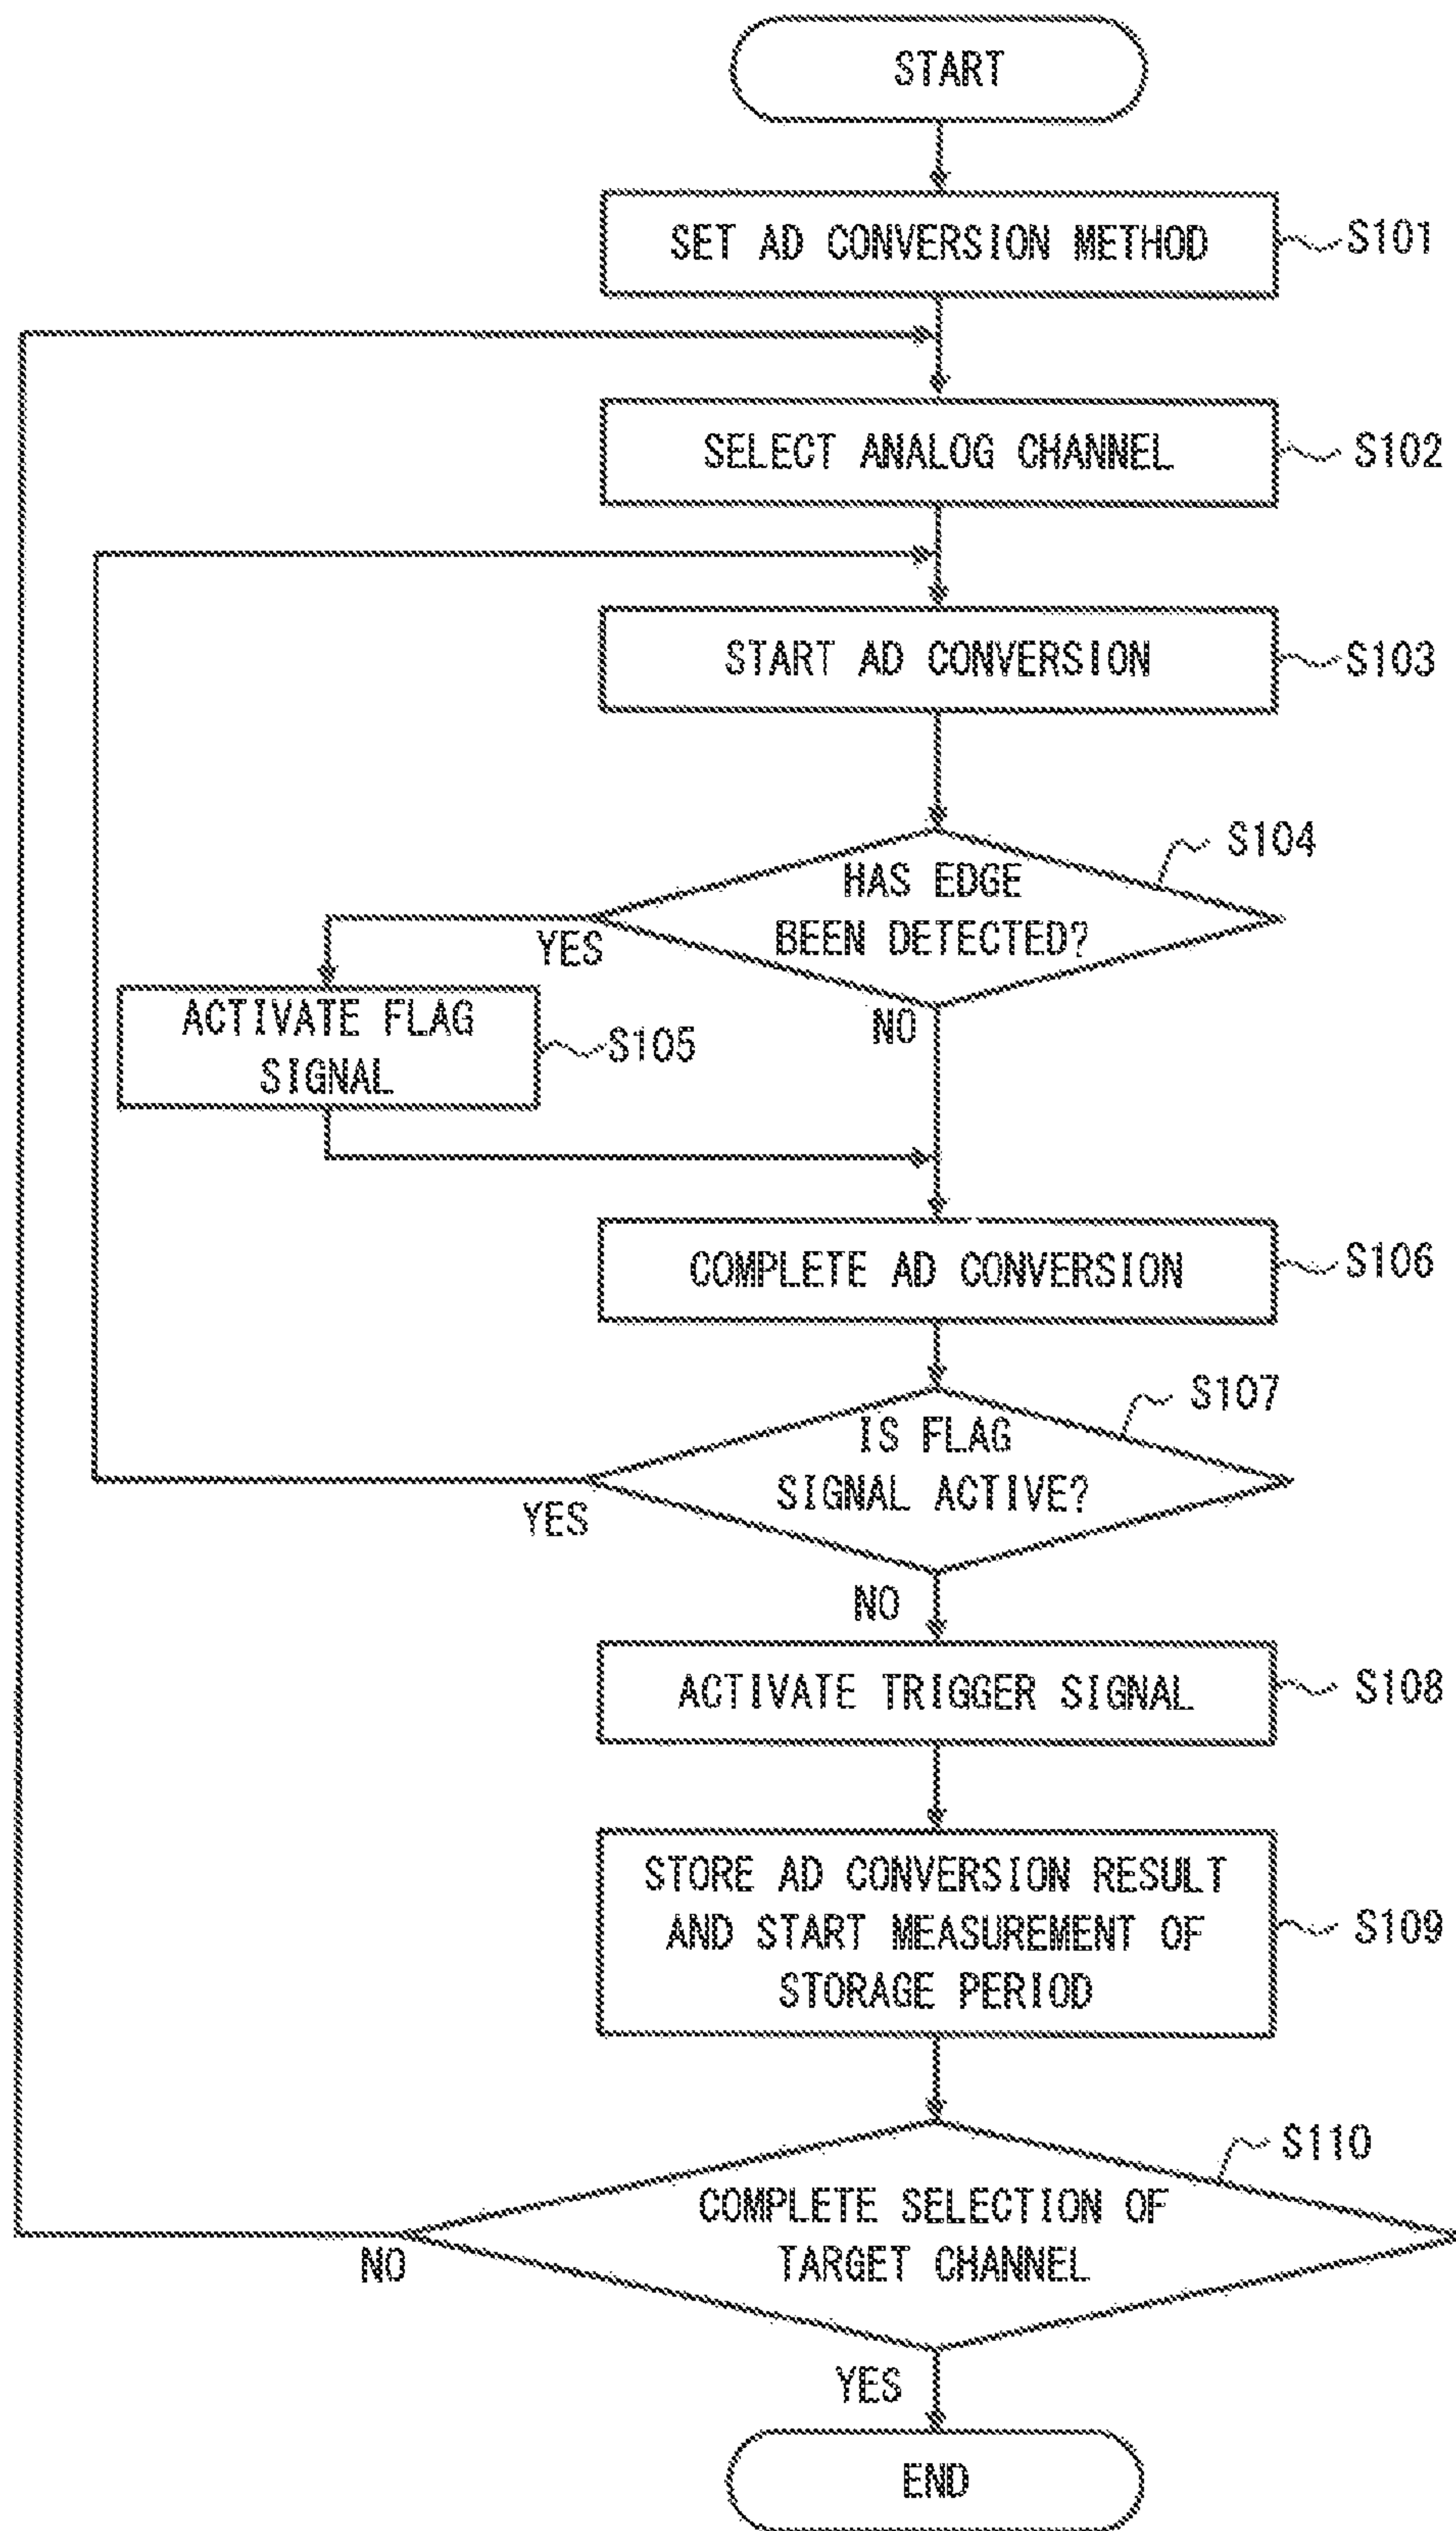 START
SET AD CONVERSION METHOD
S101
SELECT ANALOG CHANNEL
S102
START AD CONVERSION
S103
S104
HAS EDGE
BEEN DETECTED?
YES
NO
ACTIVATE FLAG
SIGNAL
S105
COMPLETE AD CONVERSION
S106
S107
IS FLAG
SIGNAL ACTIVE?
YES
NO
ACTIVATE TRIGGER SIGNAL
S108
STORE AD CONVERSION RESULT
AND START MEASUREMENT OF
STORAGE PERIOD
S109
S110
COMPLETE SELECTION OF
TARGET CHANNEL
NO
YES
END